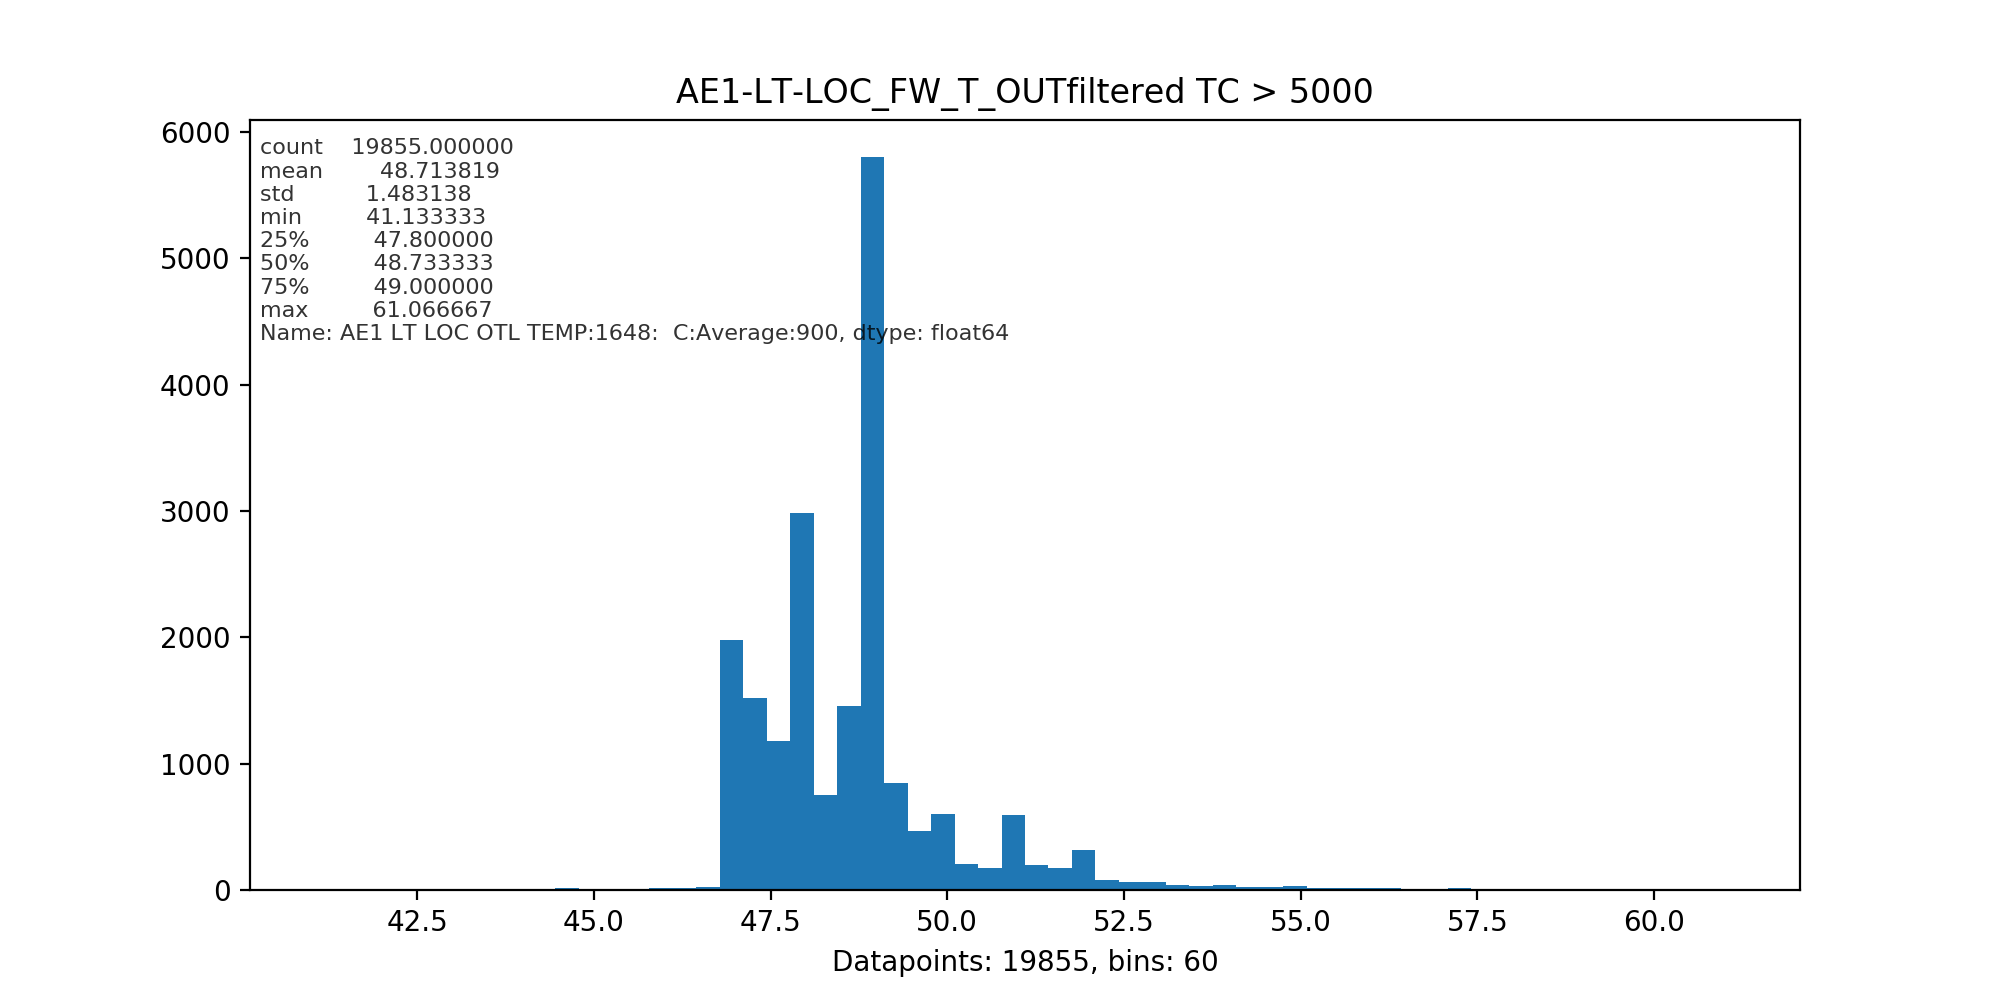 AE1-LT-LOC_FW_T_OUTfiltered TC > 5000
6000
5000
4000
3000
2000
1000
0
count 19855.000000
mean 48.713819
std 1.483138
min 41.133333
25% 47.800000
50% 48.733333
75% 49.000000
max 61.066667
Name: AE1 LT LOC OTL TEMP:1648:  C:Average:900, dtype: float64
42.5 45.0 47.5 50.0 52.5 55.0 57.5 60.0
Datapoints: 19855, bins: 60